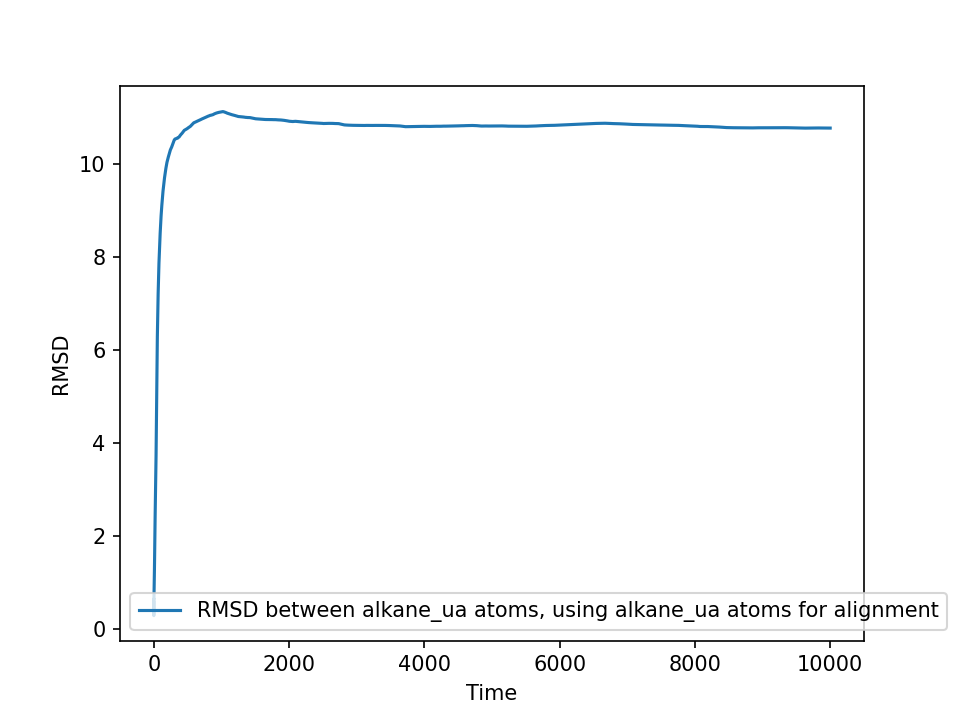 10
8
6
4
2
0
RMSD
RMSD between alkane_ua atoms, using alkane_ua atoms for alignment
0 2000 4000 6000 8000 10000
Time